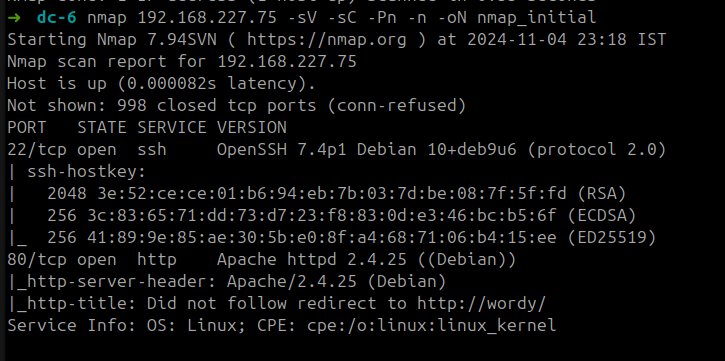 ➜  dc-6 nmap 192.168.227.75 -sV -sC -Pn -n -oN nmap_initial
Starting Nmap 7.94SVN ( https://nmap.org ) at 2024-11-04 23:18 IST
Nmap scan report for 192.168.227.75
Host is up (0.000082s latency).
Not shown: 998 closed tcp ports (conn-refused)
PORT   STATE SERVICE VERSION
22/tcp open  ssh     OpenSSH 7.4p1 Debian 10+deb9u6 (protocol 2.0)
| ssh-hostkey:
|   2048 3e:52:ce:ce:01:b6:94:eb:7b:03:7d:be:08:7f:5f:fd (RSA)
|   256 3c:83:65:71:dd:73:d7:23:f8:83:0d:e3:46:bc:b5:6f (ECDSA)
|_  256 41:89:9e:85:ae:30:5b:e0:8f:a4:68:71:06:b4:15:ee (ED25519)
80/tcp open  http    Apache httpd 2.4.25 ((Debian))
|_http-server-header: Apache/2.4.25 (Debian)
|_http-title: Did not follow redirect to http://wordy/
Service Info: OS: Linux; CPE: cpe:/o:linux:linux_kernel